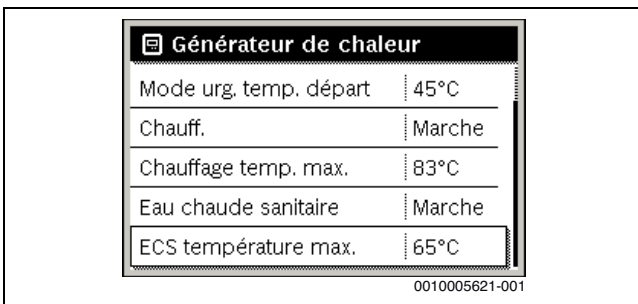 Générateur de chaleur
Mode urg. temp. départ 45°C
Chauff. Marche
Chauffage temp. max. 83°C
Eau chaude sanitaire Marche
ECS température max. 65°C
0010005621-001